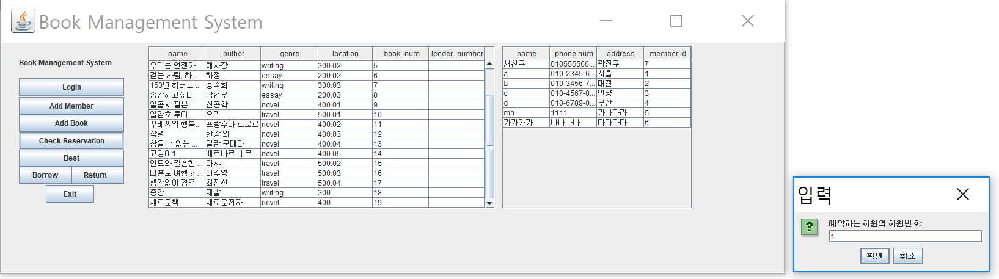 Book Management System
Book Management System
Login
Add Member
Add Book
Check Reservation
Best
Borrow Return
Exit
name author genre location book_num lender_number
우리는 언젠가 ... 채사장 writing 300.02 5
걷는 사람, 하... 하정 essay 200.02 6
150년 하버드 ... 송숙희 writing 300.03 7
종강하고싶다 박현우 essay 200.03 8
일곱시 팔분 신공학 novel 400.01 9
일감호 투어 오리 travel 500.01 10
꾸뻬씨의 행복... 프랑수아 르로르 novel 400.02 11
작별 한강 외 novel 400.03 12
참을 수 없는 ... 밀란 쿤데라 novel 400.04 13
고양이1 베르나르 베르... novel 400.05 14
인도와 결혼한 ... 아샤 travel 500.02 15
나홀로 여행 컨... 이주영 travel 500.03 16
생각없이 경주 최정선 travel 500.04 17
종강 제발 writing 300 18
새로운책 새로운저자 novel 400 19
name phone num address member id
새친구 010555566... 광진구 7
a 010-2345-6... 서울 1
b 010-3456-7... 대전 2
c 010-4567-8... 안양 3
d 010-6789-0... 부산 4
mh 1111 가나다라 5
가가가가 나나나나 다다다다 6
입력
예약하는 회원의 회원번호:
1
확인 취소